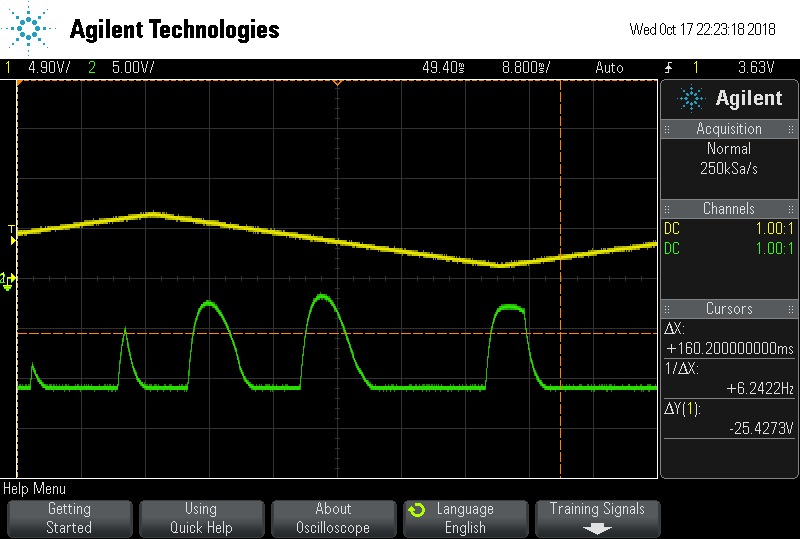 Agilent Technologies
Wed Oct 17 22:23:18 2018
1 4.90V/ 2 5.00V/ 49.40s 8.800s/ Auto 1 3.63V
Agilent
Acquisition
Normal
250kSa/s
Channels
DC 1.00:1
DC 1.00:1
Cursors
ΔX:
+160.200000000ms
1/ΔX:
+6.2422Hz
ΔY(1):
-25.4273V
T
2
Help Menu
Getting Started
Using Quick Help
About Oscilloscope
Language English
Training Signals